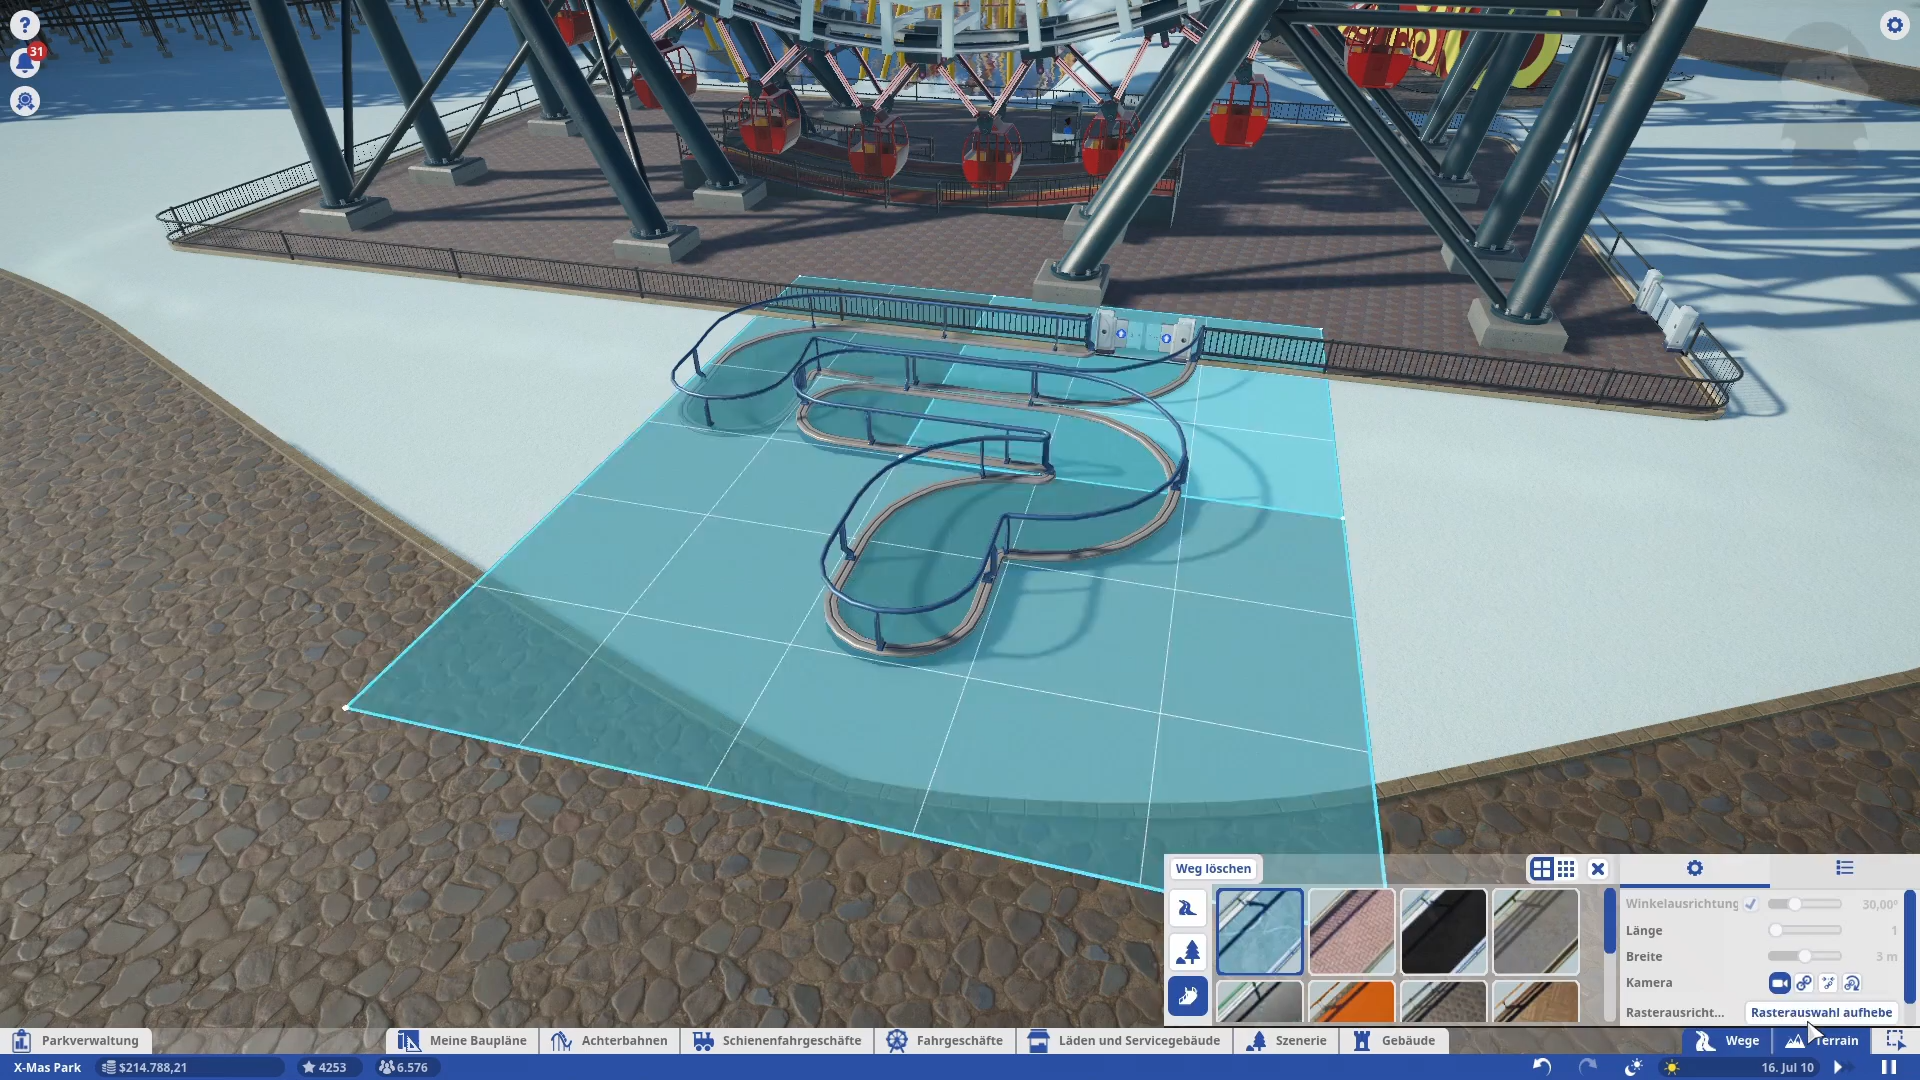 ?
31
Weg löschen
Winkelausrichtung 30,00°
Länge 1
Breite 3 m
Kamera
Rasterausricht... Rasterauswahl aufhebe
Parkverwaltung Meine Baupläne Achterbahnen Schienenfahrgeschäfte Fahrgeschäfte Läden und Servicegebäude Szenerie Gebäude Wege Terrain
X-Mas Park $214.788,21 4253 6.576 16. Jul 10